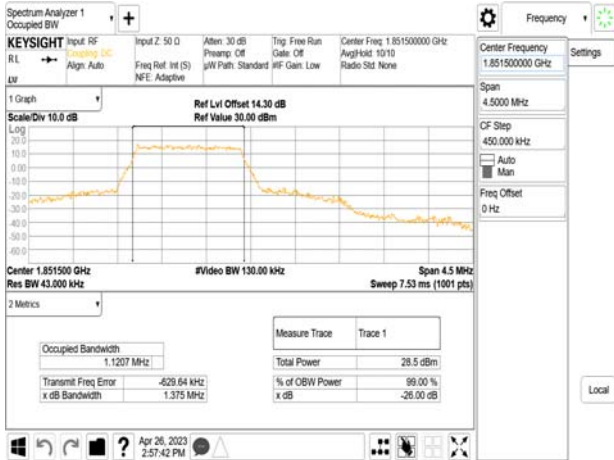 Spectrum Analyzer 1
Occupied BW
KEYSIGHT
RL
Input: RF
Coupling: DC
Align: Auto
Input Z: 50 Ω
Freq Ref: Int (S)
NFE: Adaptive
Atten: 30 dB
Preamp: Off
µW Path: Standard
Trig: Free Run
Gate: Off
#IF Gain: Low
Center Freq: 1.851500000 GHz
Avg|Hold: 10/10
Radio Std: None
1 Graph
Scale/Div 10.0 dB
Ref Lvl Offset 14.30 dB
Ref Value 30.00 dBm
Log
20.0
10.0
0.00
-10.0
-20.0
-30.0
-40.0
-50.0
-60.0
Center 1.851500 GHz
Res BW 43.000 kHz
#Video BW 130.00 kHz
Span 4.5 MHz
Sweep 7.53 ms (1001 pts)
2 Metrics
Measure Trace Trace 1
Occupied Bandwidth
1.1207 MHz
Total Power 28.5 dBm
Transmit Freq Error -629.64 kHz
% of OBW Power 99.00 %
x dB Bandwidth 1.375 MHz
x dB -26.00 dB
Apr 26, 2023
2:57:42 PM
?
Frequency
Settings
Center Frequency
1.851500000 GHz
Span
4.5000 MHz
CF Step
450.000 kHz
Auto
Man
Freq Offset
0 Hz
Local